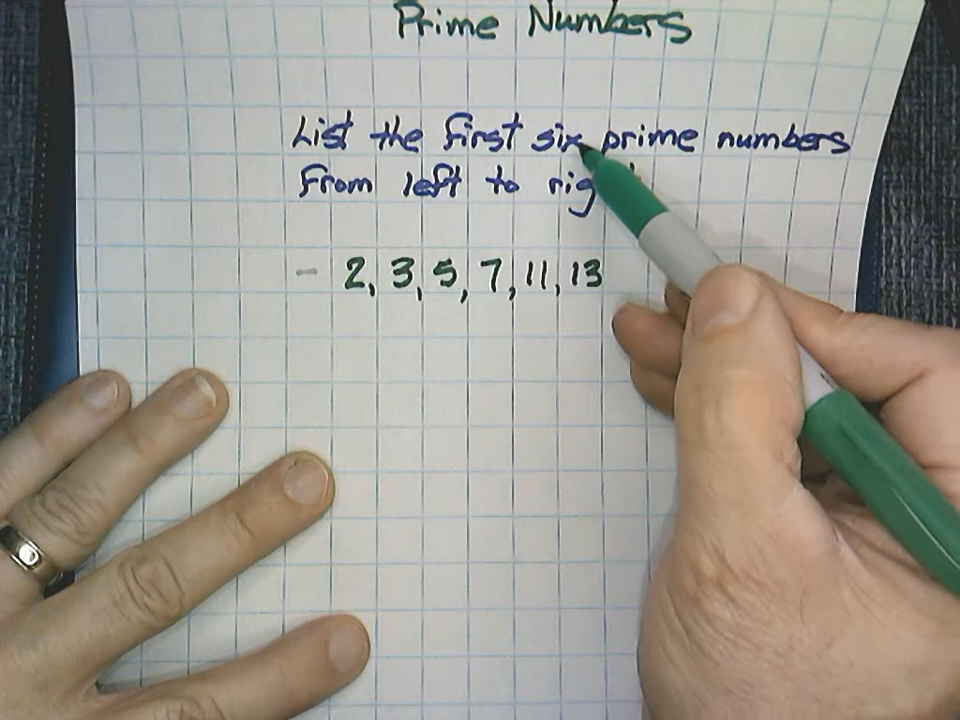 Prime Numbers
List the first six prime numbers
from left to
- 2, 3, 5, 7, 11, 13